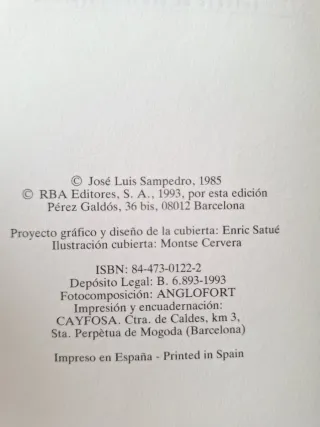 © José Luis Sampedro, 1985
© RBA Editores, S. A., 1993, por esta edición
Pérez Galdós, 36 bis, 08012 Barcelona
Proyecto gráfico y diseño de la cubierta: Enric Satué
Ilustración cubierta: Montse Cervera
ISBN: 84-473-0122-2
Depósito Legal: B. 6.893-1993
Fotocomposición: ANGLOFORT
Impresión y encuadernación:
CAYFOSA. Ctra. de Caldes, km 3,
Sta. Perpètua de Mogoda (Barcelona)
Impreso en España - Printed in Spain